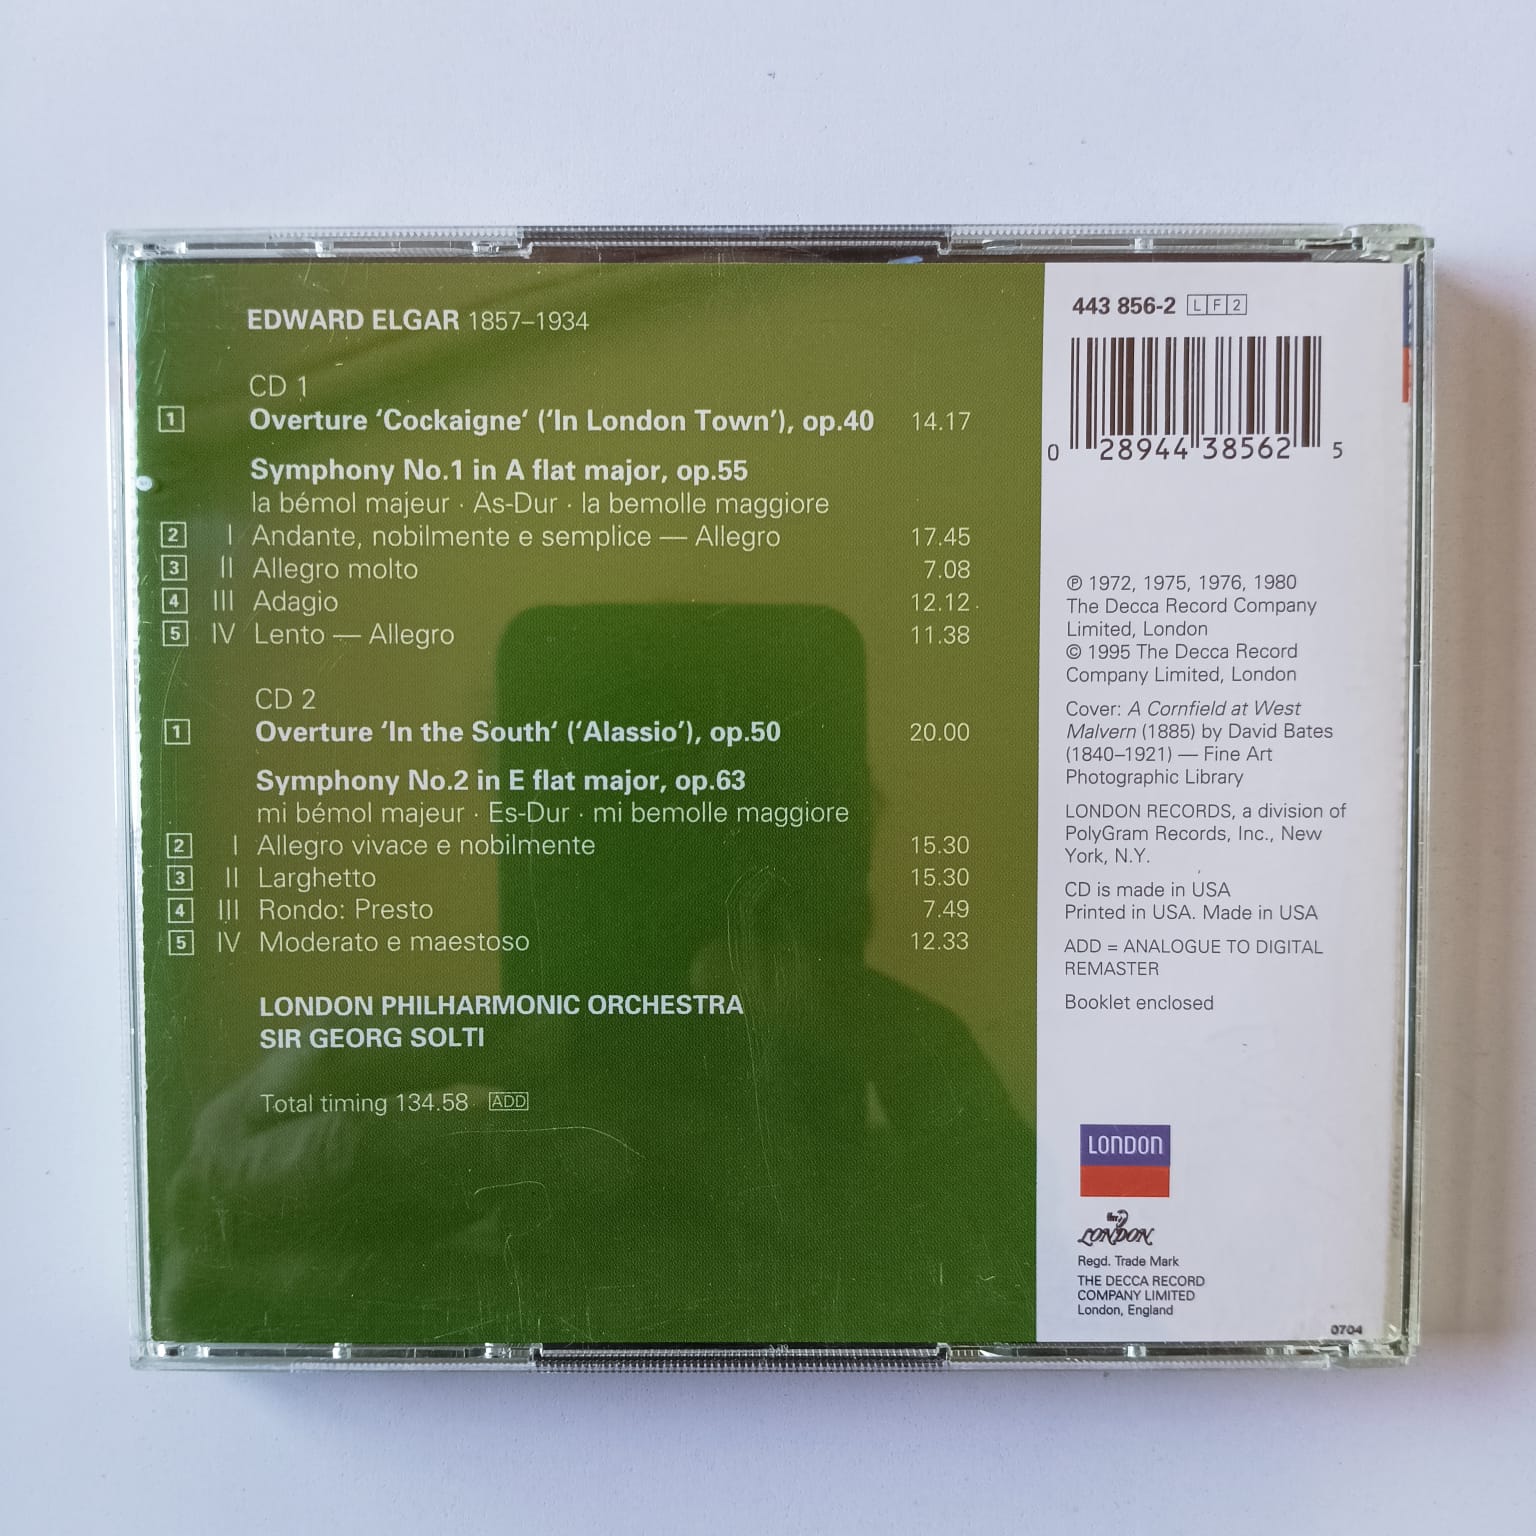 EDWARD ELGAR 1857–1934
CD 1
1 Overture ‘Cockaigne‘ (‘In London Town’), op.40 14.17
Symphony No.1 in A flat major, op.55
la bémol majeur · As-Dur · la bemolle maggiore
2 I Andante, nobilmente e semplice — Allegro 17.45
3 II Allegro molto 7.08
4 III Adagio 12.12
5 IV Lento — Allegro 11.38
CD 2
1 Overture ‘In the South‘ (‘Alassio’), op.50 20.00
Symphony No.2 in E flat major, op.63
mi bémol majeur · Es-Dur · mi bemolle maggiore
2 I Allegro vivace e nobilmente 15.30
3 II Larghetto 15.30
4 III Rondo: Presto 7.49
5 IV Moderato e maestoso 12.33
LONDON PHILHARMONIC ORCHESTRA
SIR GEORG SOLTI
Total timing 134.58 ADD
443 856-2 L F 2
0 28944 38562 5
℗ 1972, 1975, 1976, 1980
The Decca Record Company
Limited, London
© 1995 The Decca Record
Company Limited, London
Cover: A Cornfield at West
Malvern (1885) by David Bates
(1840–1921) — Fine Art
Photographic Library
LONDON RECORDS, a division of
PolyGram Records, Inc., New
York, N.Y.
CD is made in USA
Printed in USA. Made in USA
ADD = ANALOGUE TO DIGITAL
REMASTER
Booklet enclosed
LONDON
ffrr
LONDON
Regd. Trade Mark
THE DECCA RECORD
COMPANY LIMITED
London, England
0704